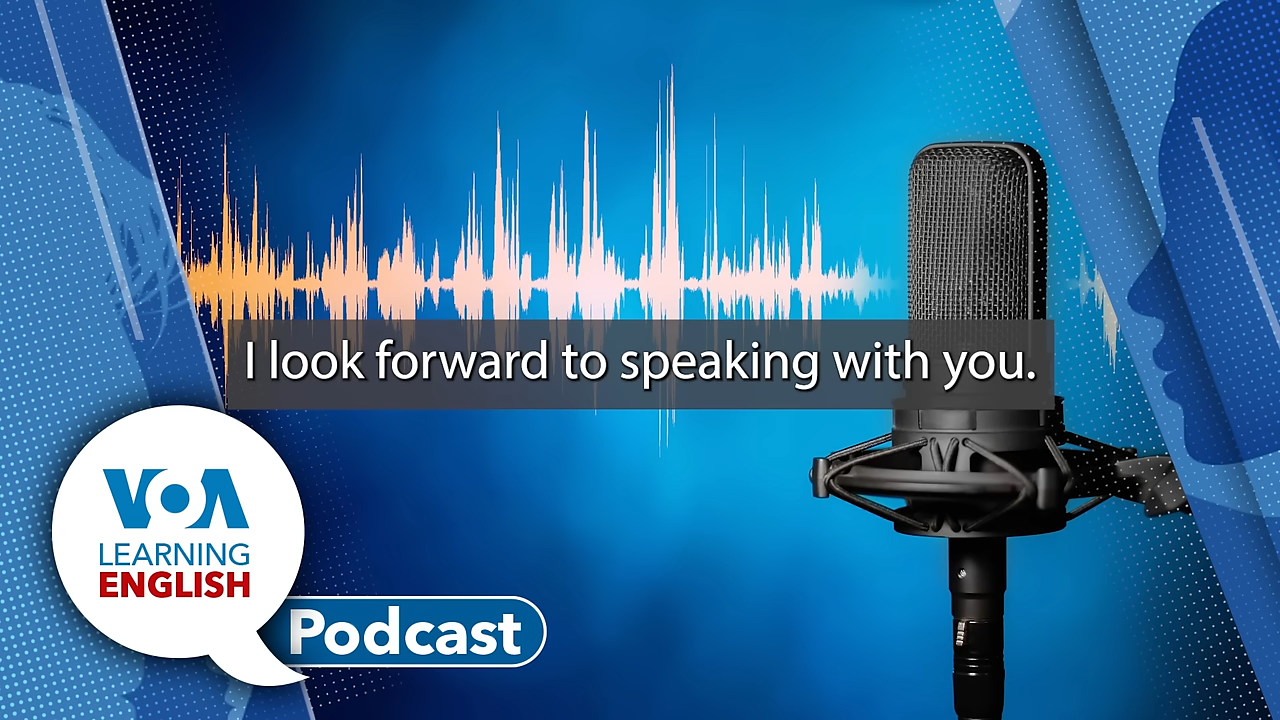 I look forward to speaking with you.
VOA
LEARNING
ENGLISH
Podcast